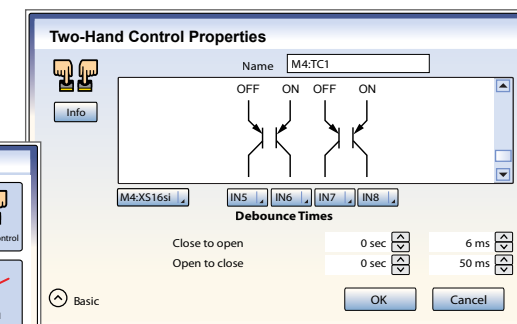 Two-Hand Control Properties
Name M4:TC1
Info
OFF ON OFF ON
M4:XS16si IN5 IN6 IN7 IN8
Debounce Times
Close to open 0 sec 6 ms
Open to close 0 sec 50 ms
Basic OK Cancel